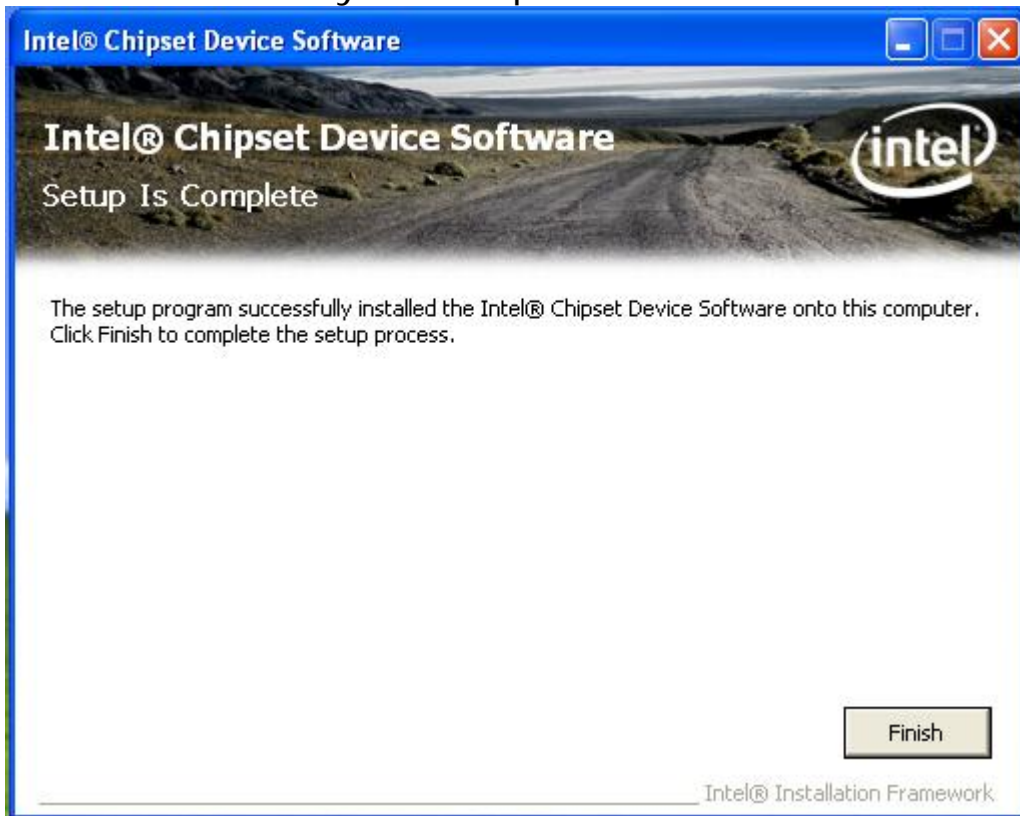 Intel® Chipset Device Software
Intel® Chipset Device Software
intel
Setup Is Complete
The setup program successfully installed the Intel® Chipset Device Software onto this computer.
Click Finish to complete the setup process.
Finish
Intel® Installation Framework